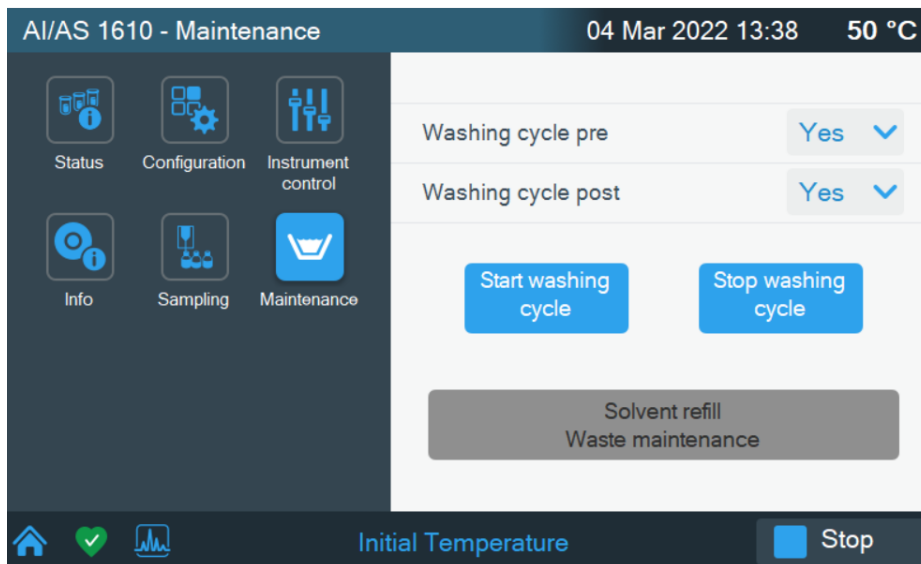 AI/AS 1610 - Maintenance
04 Mar 2022 13:38
50 °C
Status
Configuration
Instrument
control
Info
Sampling
Maintenance
Washing cycle pre
Yes
Washing cycle post
Yes
Start washing
cycle
Stop washing
cycle
Solvent refill
Waste maintenance
Initial Temperature
Stop